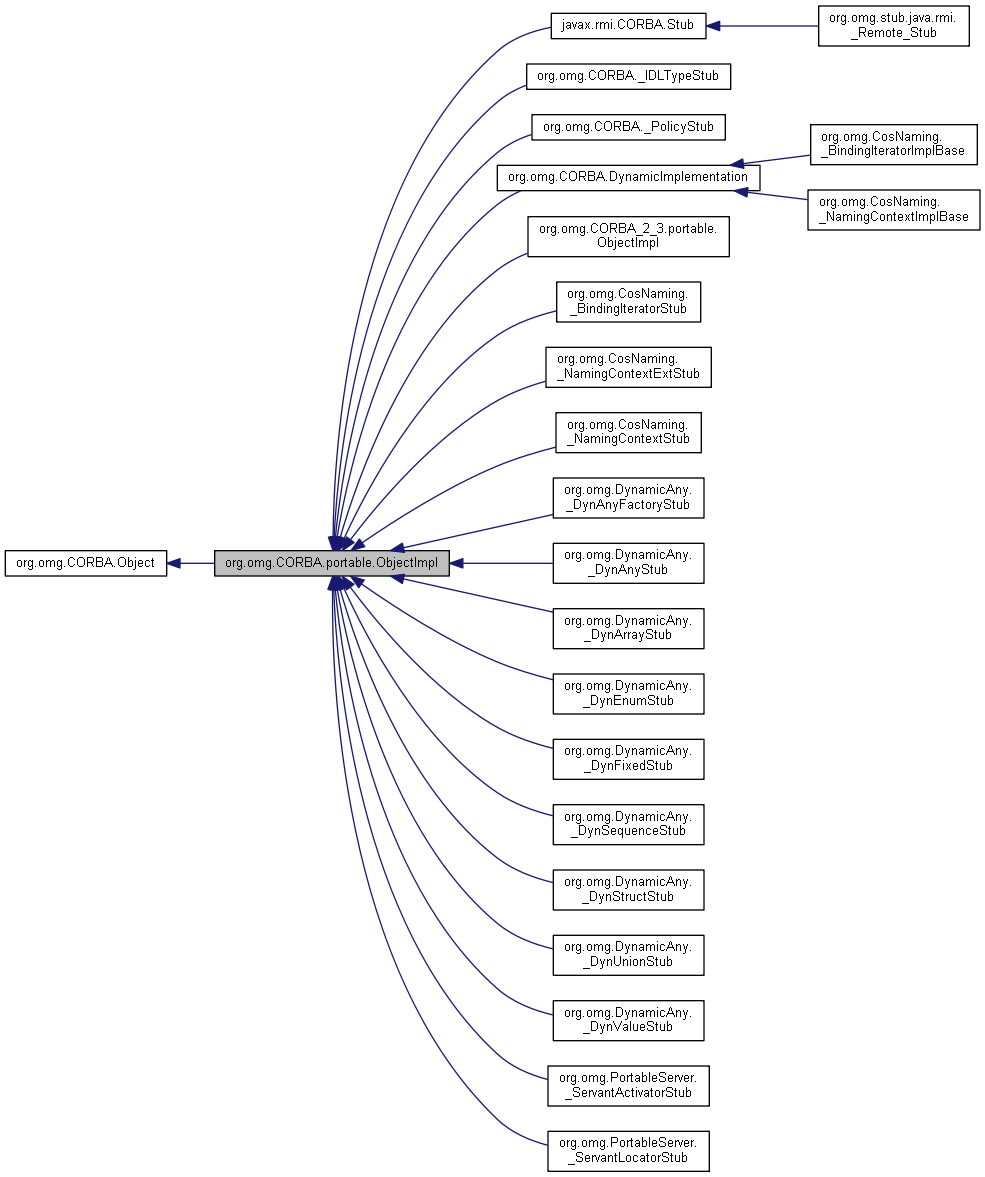 javax.rmi.CORBA.Stub
org.omg.stub.java.rmi.
_Remote_Stub
org.omg.CORBA._IDLTypeStub
org.omg.CORBA._PolicyStub
org.omg.CosNaming.
_BindingIteratorImplBase
org.omg.CORBA.DynamicImplementation
org.omg.CosNaming.
_NamingContextImplBase
org.omg.CORBA_2_3.portable.
ObjectImpl
org.omg.CosNaming.
_BindingIteratorStub
org.omg.CosNaming.
_NamingContextExtStub
org.omg.CosNaming.
_NamingContextStub
org.omg.DynamicAny.
_DynAnyFactoryStub
org.omg.CORBA.Object
org.omg.CORBA.portable.ObjectImpl
org.omg.DynamicAny.
_DynAnyStub
org.omg.DynamicAny.
_DynArrayStub
org.omg.DynamicAny.
_DynEnumStub
org.omg.DynamicAny.
_DynFixedStub
org.omg.DynamicAny.
_DynSequenceStub
org.omg.DynamicAny.
_DynStructStub
org.omg.DynamicAny.
_DynUnionStub
org.omg.DynamicAny.
_DynValueStub
org.omg.PortableServer.
_ServantActivatorStub
org.omg.PortableServer.
_ServantLocatorStub